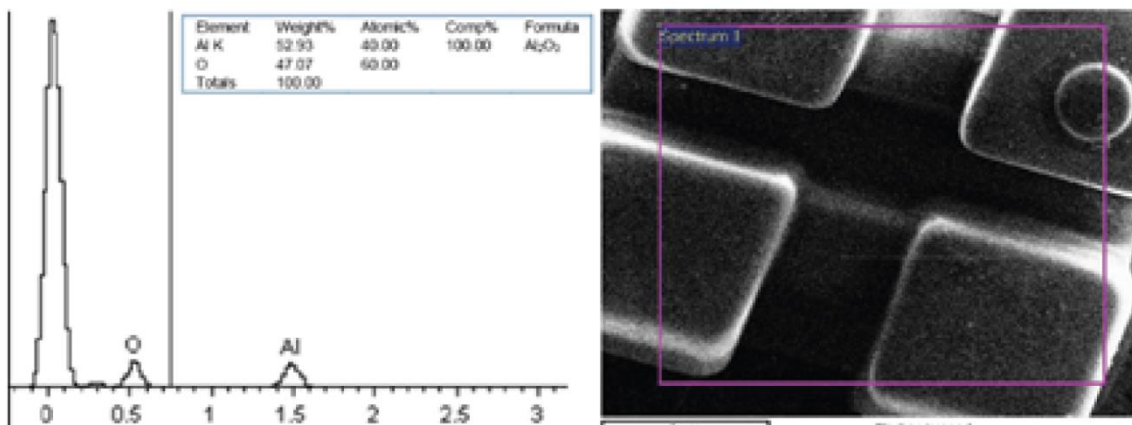 Element Weight% Atomic% Comp% Formula
Al K 52.93 40.00 100.00 Al₂O₃
O 47.07 60.00
Totals 100.00
O
Al
0 0.5 1 1.5 2 2.5 3
Spectrum 1